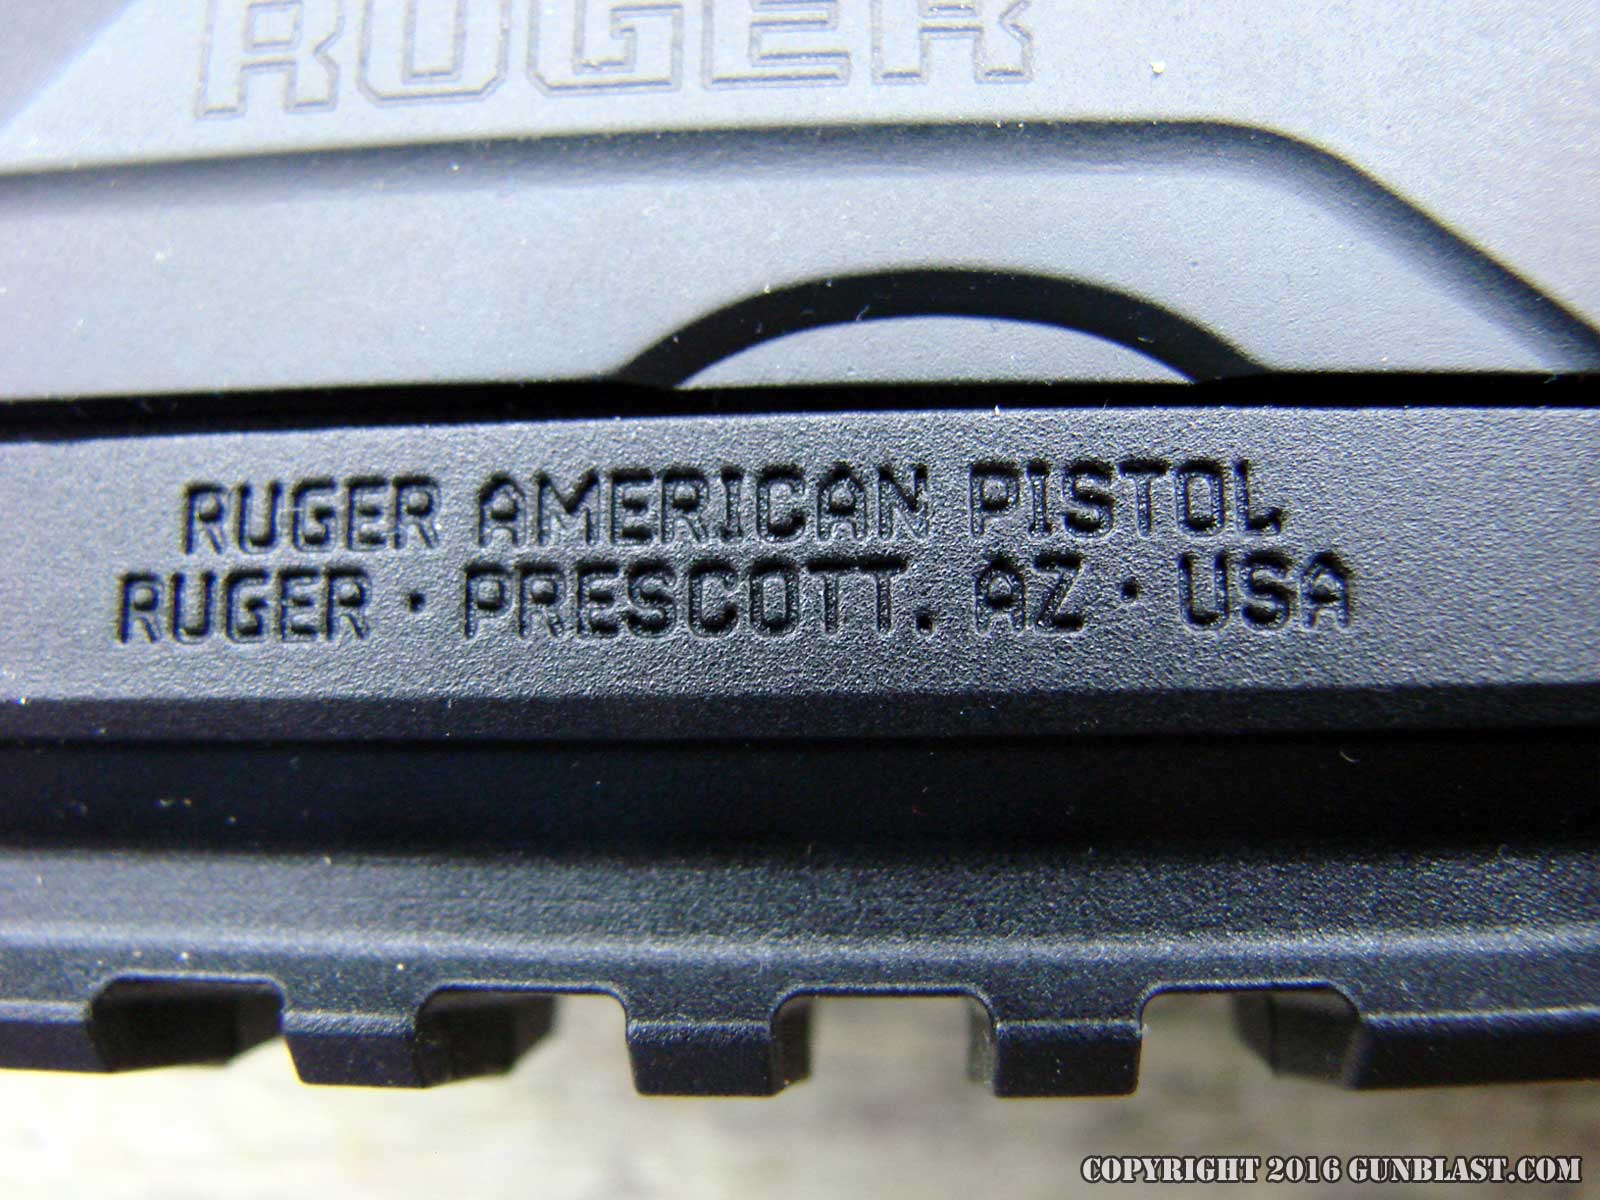 RUGER
RUGER AMERICAN PISTOL
RUGER · PRESCOTT, AZ · USA
COPYRIGHT 2016 GUNBLAST.COM